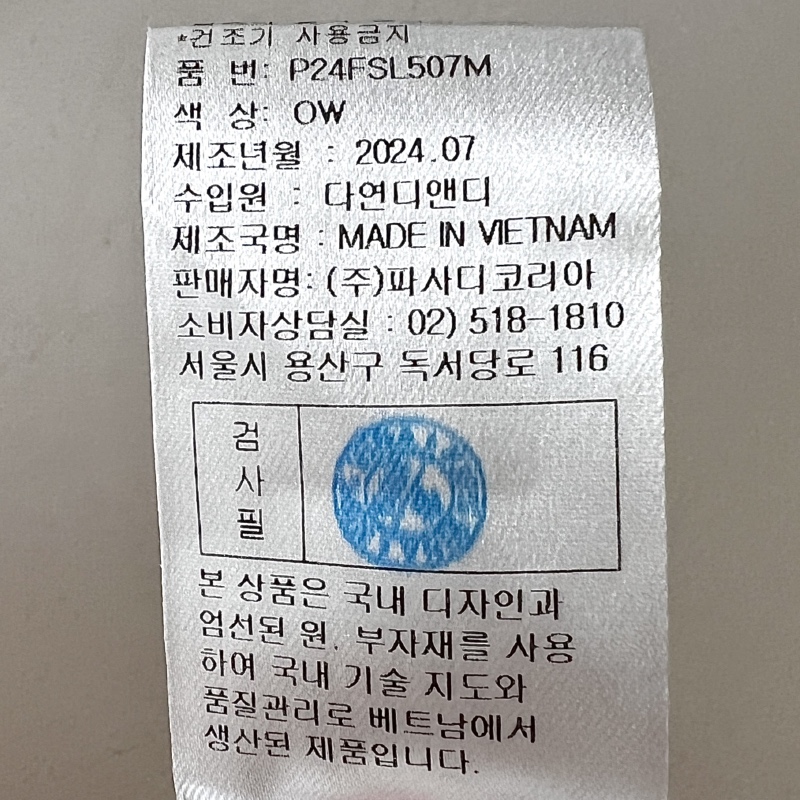 *건조기 사용금지
품 번: P24FSL507M
색 상: OW
제조년월 : 2024.07
수입원 : 다연디앤디
제조국명 : MADE IN VIETNAM
판매자명: (주)파사디코리아
소비자상담실 : 02) 518-1810
서울시 용산구 독서당로 116
검
사
필
본 상품은 국내 디자인과
엄선된 원. 부자재를 사용
하여 국내 기술 지도와
품질관리로 베트남에서
생산된 제품입니다.